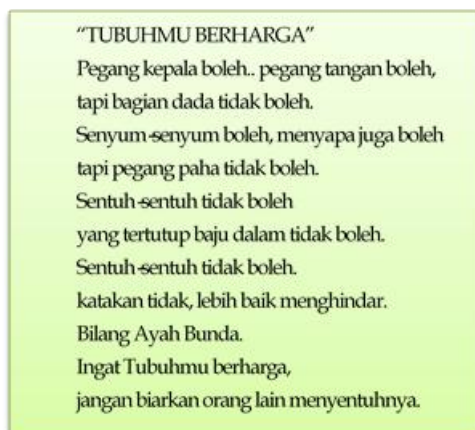 “TUBUHMU BERHARGA”
Pegang kepala boleh.. pegang tangan boleh,
tapi bagian dada tidak boleh.
Senyum-senyum boleh, menyapa juga boleh
tapi pegang paha tidak boleh.
Sentuh-sentuh tidak boleh
yang tertutup baju dalam tidak boleh.
Sentuh-sentuh tidak boleh.
katakan tidak, lebih baik menghindar.
Bilang Ayah Bunda.
Ingat Tubuhmu berharga,
jangan biarkan orang lain menyentuhnya.